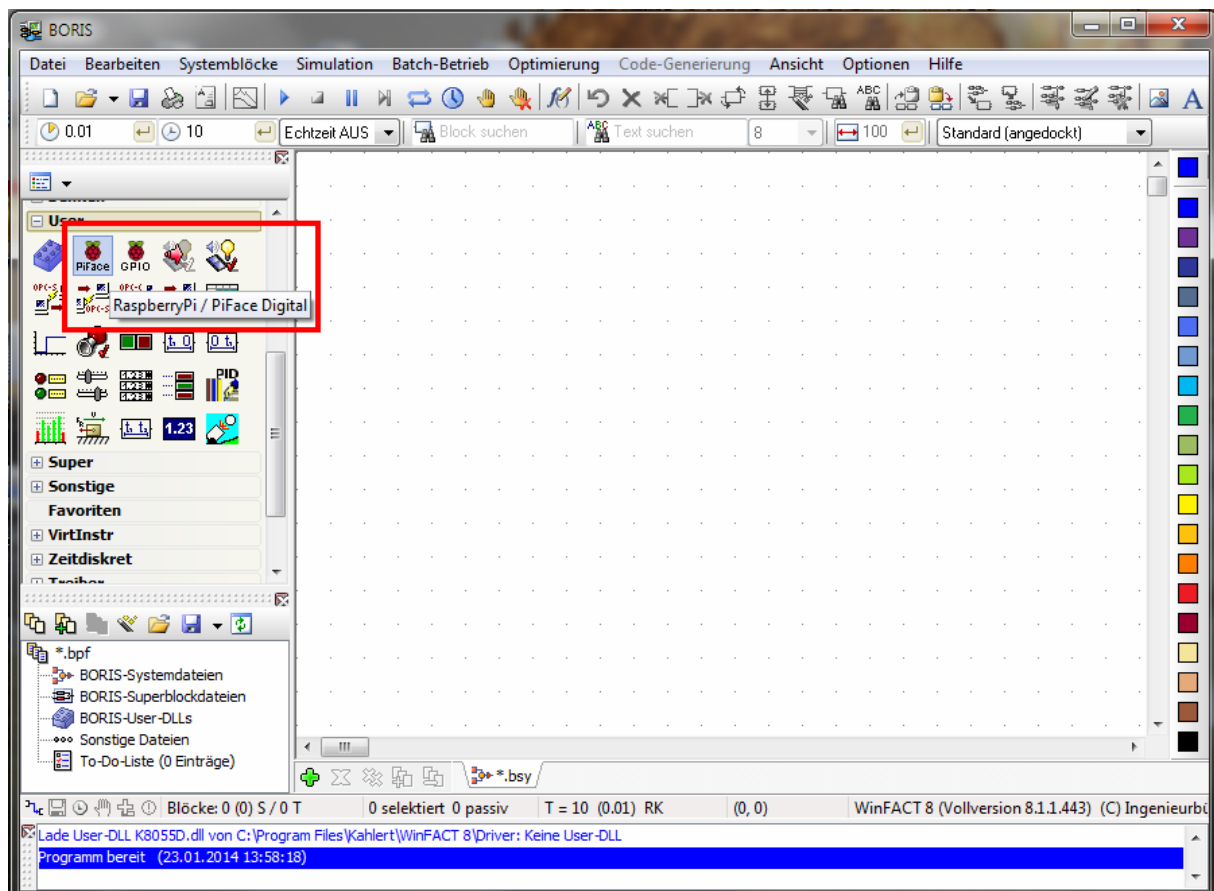 BORIS
Datei Bearbeiten Systemblöcke Simulation Batch-Betrieb Optimierung Code-Generierung Ansicht Optionen Hilfe
0.01 10 Echtzeit AUS Block suchen ABC Text suchen 8 100 Standard (angedockt)
User
PiFace GPIO
RaspberryPi / PiFace Digital
PID
1.23
Super
Sonstige
Favoriten
VirtInstr
Zeitdiskret
Treiber
*.bpf
BORIS-Systemdateien
BORIS-Superblockdateien
BORIS-User-DLLs
Sonstige Dateien
To-Do-Liste (0 Einträge)
*.bsy
Blöcke: 0 (0) S / 0 T 0 selektiert 0 passiv T = 10 (0.01) RK (0, 0) WinFACT 8 (Vollversion 8.1.1.443) (C) Ingenieurbü
Lade User-DLL K8055D.dll von C:\Program Files\Kahlert\WinFACT 8\Driver: Keine User-DLL
Programm bereit (23.01.2014 13:58:18)